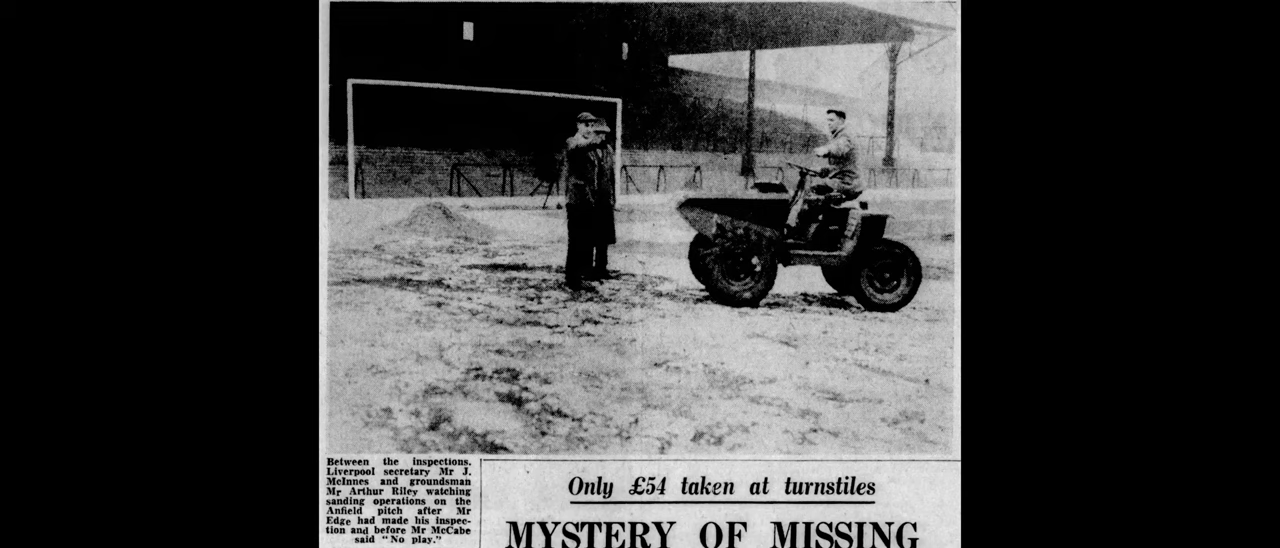 Between the inspections.
Liverpool secretary Mr J.
McInnes and groundsman
Mr Arthur Riley watching
sanding operations on the
Anfield pitch after Mr
Edge had made his inspec-
tion and before Mr McCabe
said "No play."
Only £54 taken at turnstiles
MYSTERY OF MISSING